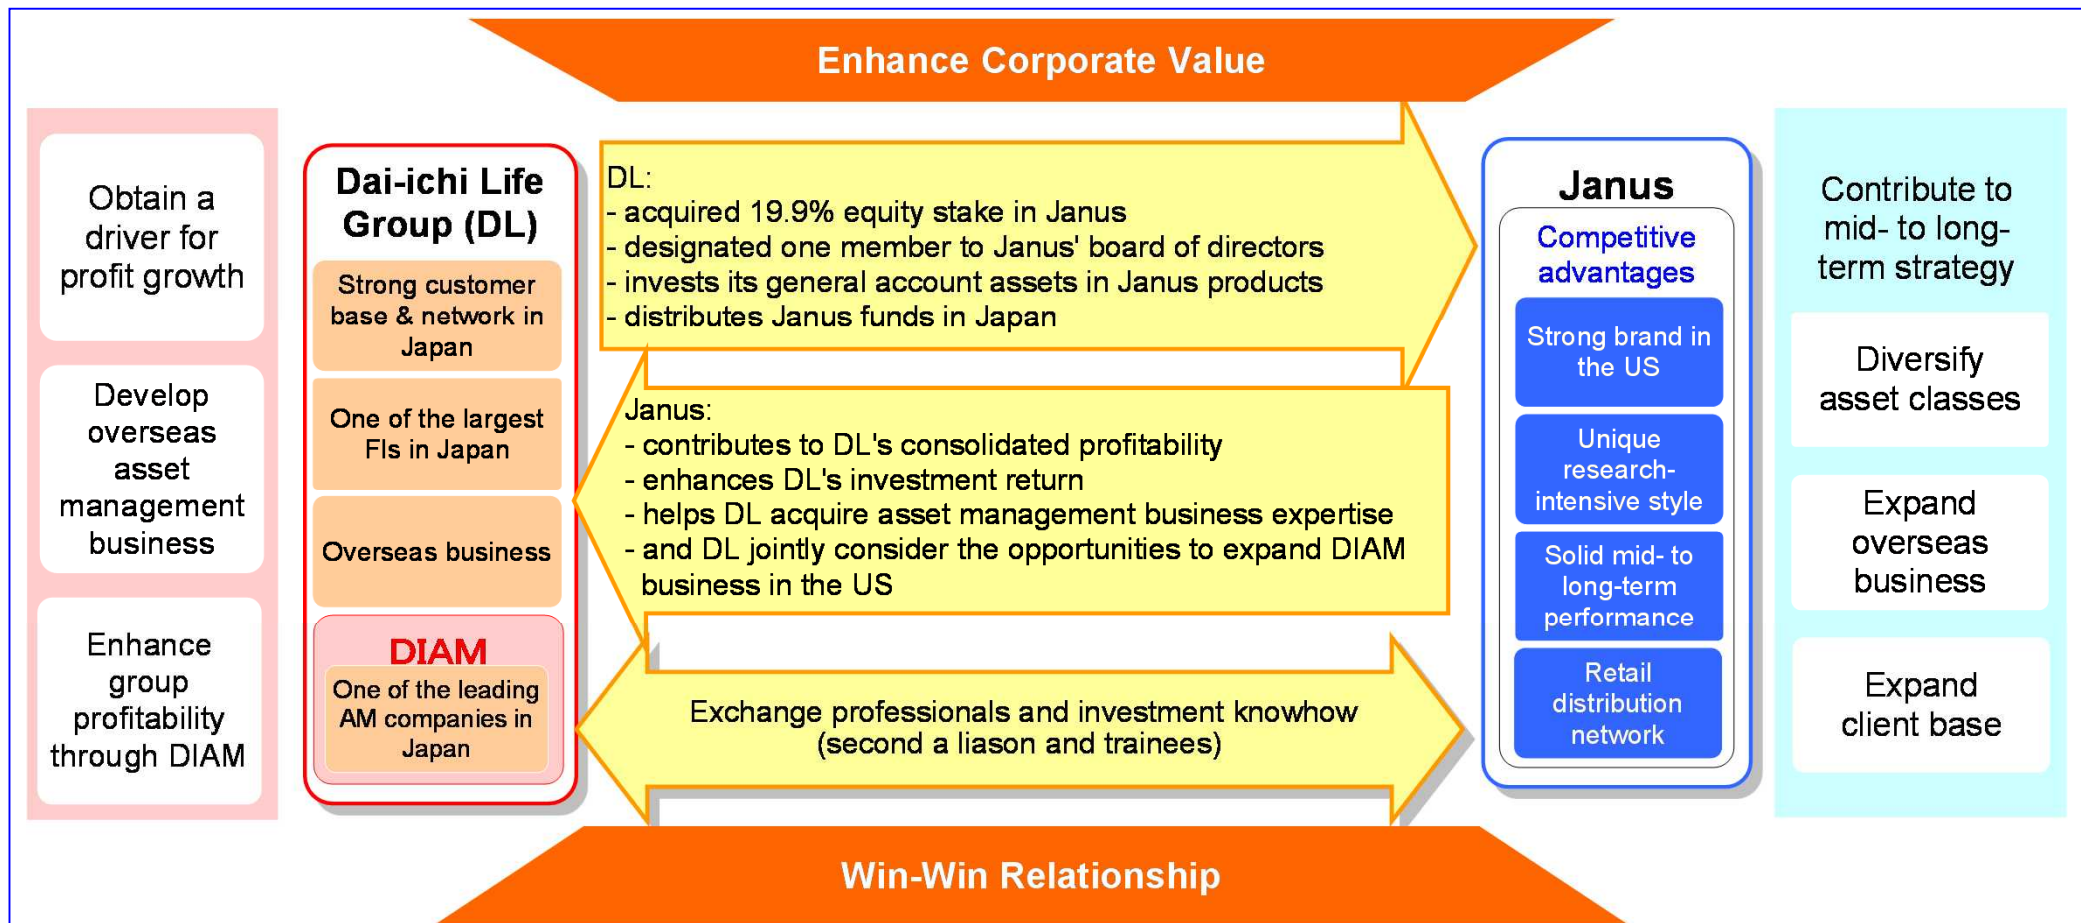 Enhance Corporate Value
Obtain a
driver for
profit growth
Develop
overseas
asset
management
business
Enhance
group
profitability
through DIAM
Dai-ichi Life
Group (DL)
Strong customer
base & network in
Japan
One of the largest
FIs in Japan
Overseas business
DIAM
One of the leading
AM companies in
Japan
DL:
- acquired 19.9% equity stake in Janus
- designated one member to Janus' board of directors
- invests its general account assets in Janus products
- distributes Janus funds in Japan
Janus:
- contributes to DL's consolidated profitability
- enhances DL's investment return
- helps DL acquire asset management business expertise
- and DL jointly consider the opportunities to expand DIAM
business in the US
Exchange professionals and investment knowhow
(second a liason and trainees)
Janus
Competitive
advantages
Strong brand in
the US
Unique
research-
intensive style
Solid mid- to
long-term
performance
Retail
distribution
network
Contribute to
mid- to long-
term strategy
Diversify
asset classes
Expand
overseas
business
Expand
client base
Win-Win Relationship